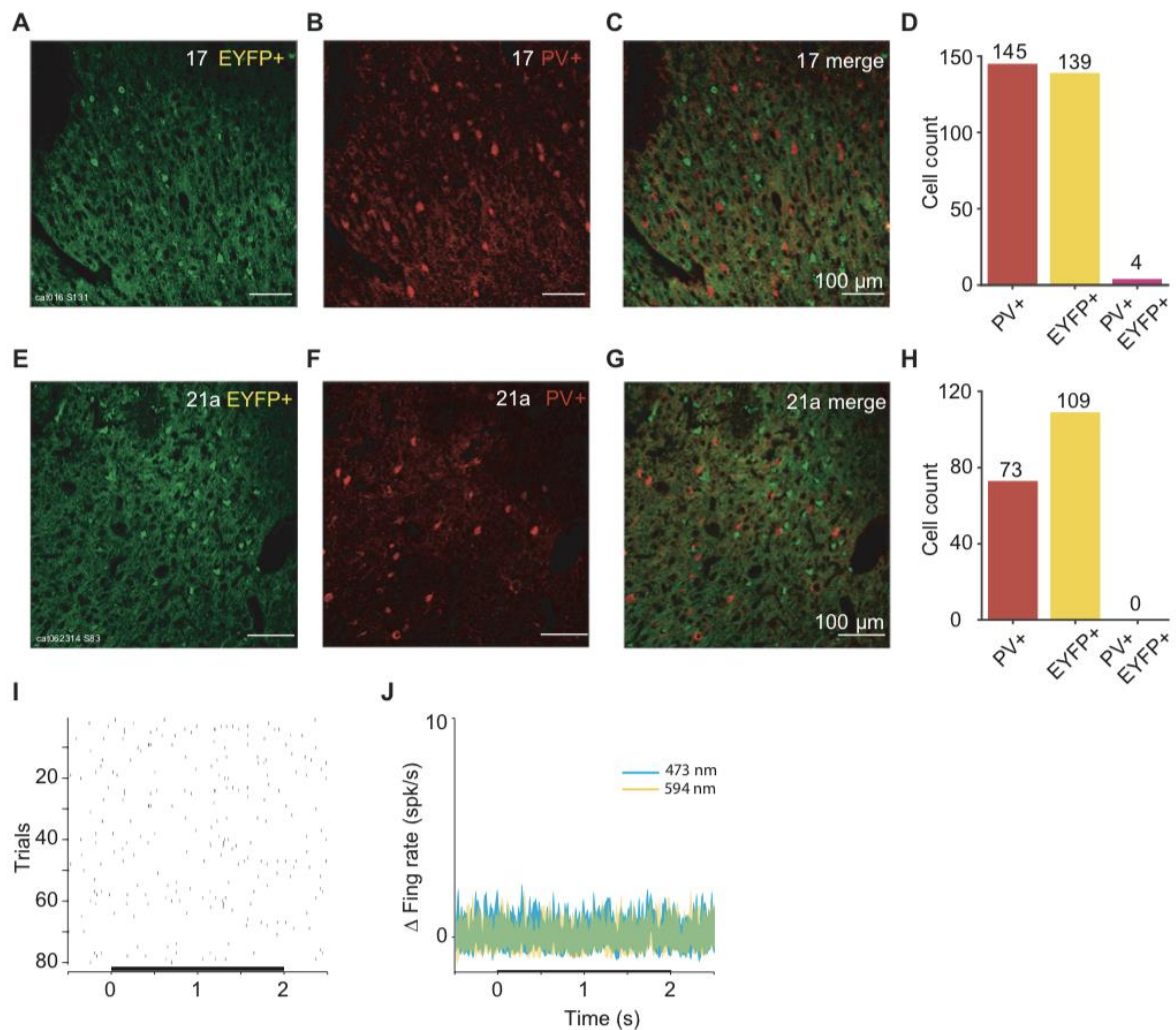 A
17 EYFP+
cat016 S131
B
17 PV+
C
17 merge
100 µm
D
Cell count
150
100
50
0
145
139
4
PV+
EYFP+
PV+
EYFP+
E
21a EYFP+
cat062314 S83
F
21a PV+
G
21a merge
100 µm
H
Cell count
120
80
40
0
73
109
0
PV+
EYFP+
PV+
EYFP+
I
Trials
20
40
60
80
0
1
2
J
Δ Fing rate (spk/s)
10
0
473 nm
594 nm
0
1
2
Time (s)